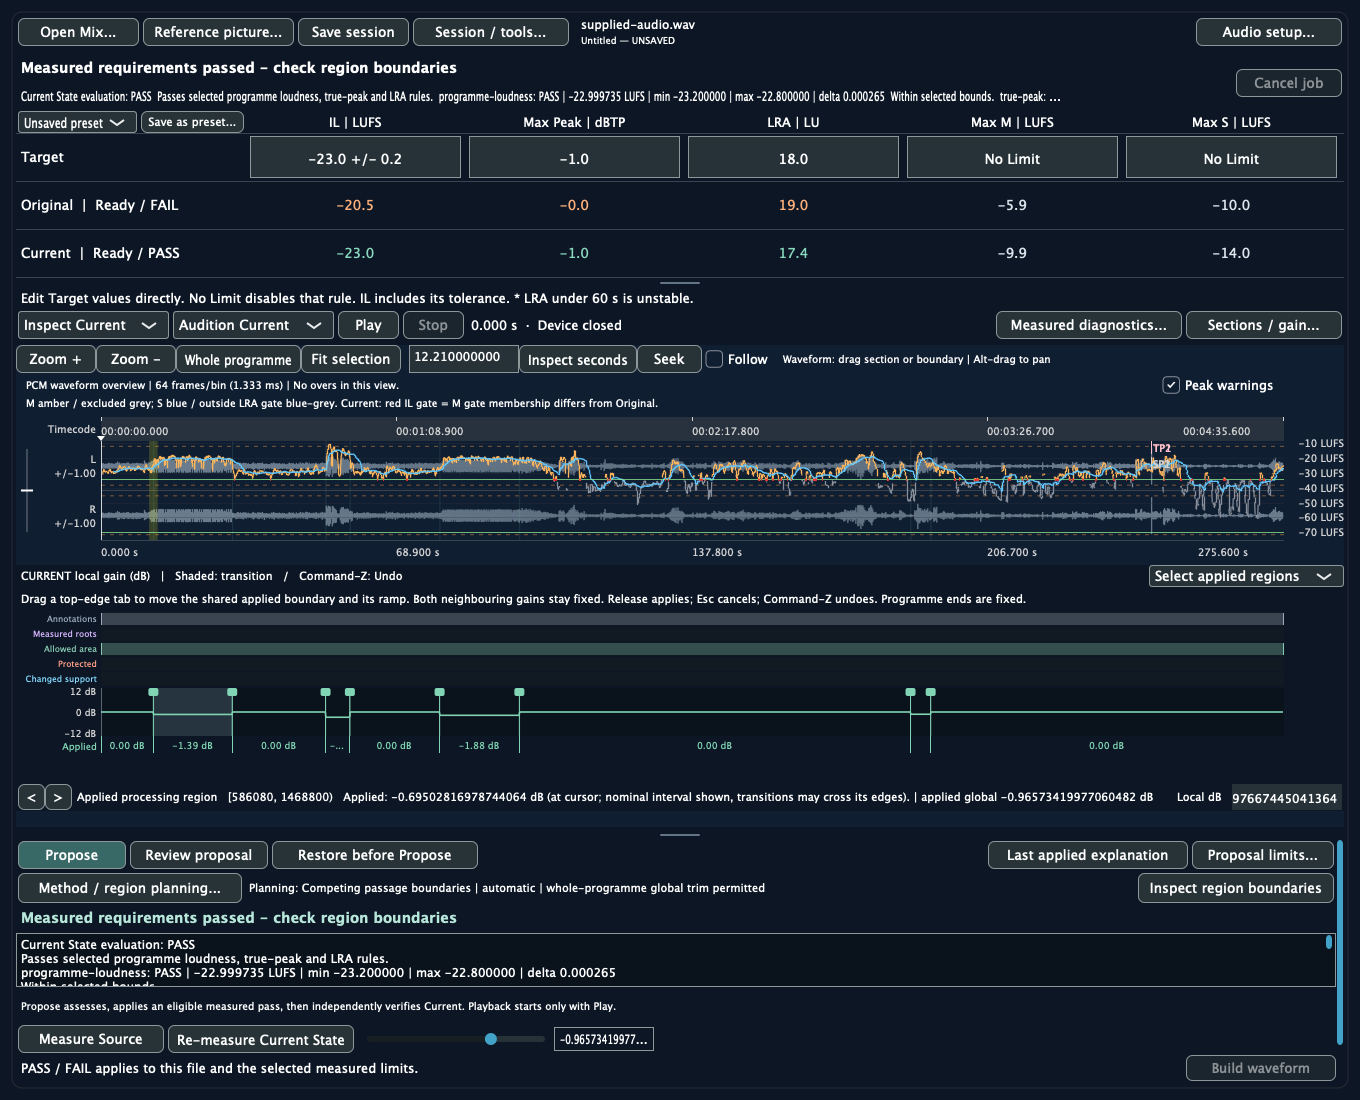 Open Mix...
Reference picture...
Save session
Session / tools...
supplied-audio.wav
Untitled — UNSAVED
Audio setup...
Measured requirements passed - check region boundaries
Cancel job
Current State evaluation: PASS Passes selected programme loudness, true-peak and LRA rules. programme-loudness: PASS | -22.999735 LUFS | min -23.200000 | max -22.800000 | delta 0.000265 Within selected bounds. true-peak: ...
Unsaved preset
Save as preset...
IL | LUFS
Max Peak | dBTP
LRA | LU
Max M | LUFS
Max S | LUFS
Target
-23.0 +/- 0.2
-1.0
18.0
No Limit
No Limit
Original | Ready / FAIL
-20.5
-0.0
19.0
-5.9
-10.0
Current | Ready / PASS
-23.0
-1.0
17.4
-9.9
-14.0
Edit Target values directly. No Limit disables that rule. IL includes its tolerance. * LRA under 60 s is unstable.
Inspect Current
Audition Current
Play
Stop
0.000 s · Device closed
Measured diagnostics...
Sections / gain...
Zoom +
Zoom -
Whole programme
Fit selection
12.210000000
Inspect seconds
Seek
Follow
Waveform: drag section or boundary | Alt-drag to pan
PCM waveform overview | 64 frames/bin (1.333 ms) | No overs in this view.
Peak warnings
M amber / excluded grey; S blue / outside LRA gate blue-grey. Current: red IL gate = M gate membership differs from Original.
Timecode
00:00:00.000
00:01:08.900
00:02:17.800
00:03:26.700
00:04:35.600
L
+/-1.00
R
+/-1.00
TP2
-10 LUFS
-20 LUFS
-30 LUFS
-40 LUFS
-50 LUFS
-60 LUFS
-70 LUFS
0.000 s
68.900 s
137.800 s
206.700 s
275.600 s
CURRENT local gain (dB) | Shaded: transition / Command-Z: Undo
Select applied regions
Drag a top-edge tab to move the shared applied boundary and its ramp. Both neighbouring gains stay fixed. Release applies; Esc cancels; Command-Z undoes. Programme ends are fixed.
Annotations
Measured roots
Allowed area
Protected
Changed support
12 dB
0 dB
-12 dB
Applied
0.00 dB
-1.39 dB
0.00 dB
-...
0.00 dB
-1.88 dB
0.00 dB
0.00 dB
<
>
Applied processing region [586080, 1468800) Applied: -0.69502816978744064 dB (at cursor; nominal interval shown, transitions may cross its edges). | applied global -0.96573419977060482 dB
Local dB
97667445041364
Propose
Review proposal
Restore before Propose
Last applied explanation
Proposal limits...
Method / region planning...
Planning: Competing passage boundaries | automatic | whole-programme global trim permitted
Inspect region boundaries
Measured requirements passed - check region boundaries
Current State evaluation: PASS
Passes selected programme loudness, true-peak and LRA rules.
programme-loudness: PASS | -22.999735 LUFS | min -23.200000 | max -22.800000 | delta 0.000265
Within selected bounds.
Propose assesses, applies an eligible measured pass, then independently verifies Current. Playback starts only with Play.
Measure Source
Re-measure Current State
-0.96573419977...
PASS / FAIL applies to this file and the selected measured limits.
Build waveform